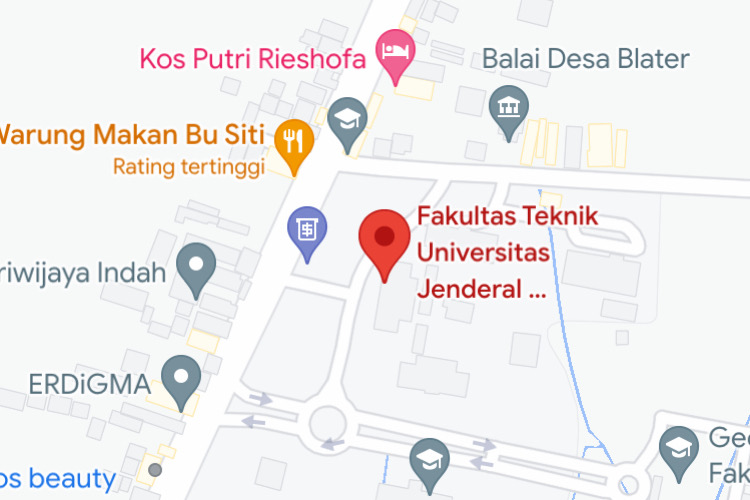 Kos Putri Rieshofa
Balai Desa Blater
Warung Makan Bu Siti
Rating tertinggi
Fakultas Teknik
Universitas
Jenderal ...
riwijaya Indah
ERDiGMA
os beauty
Geo
Fak